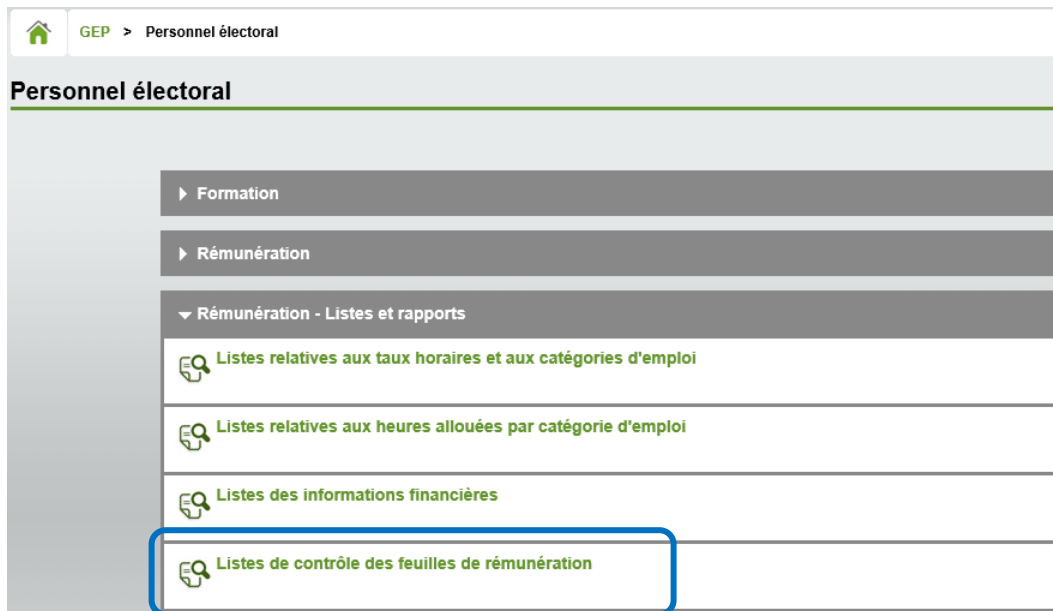 GEP > Personnel électoral
Personnel électoral
Formation
Rémunération
Rémunération - Listes et rapports
Listes relatives aux taux horaires et aux catégories d'emploi
Listes relatives aux heures allouées par catégorie d'emploi
Listes des informations financières
Listes de contrôle des feuilles de rémunération